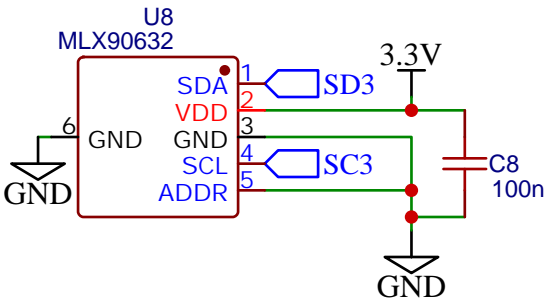 U8
MLX90632
3.3V
SDA 1 SD3
VDD 2
6 GND GND 3
SCL 4 SC3
ADDR 5
C8
100n
GND
GND